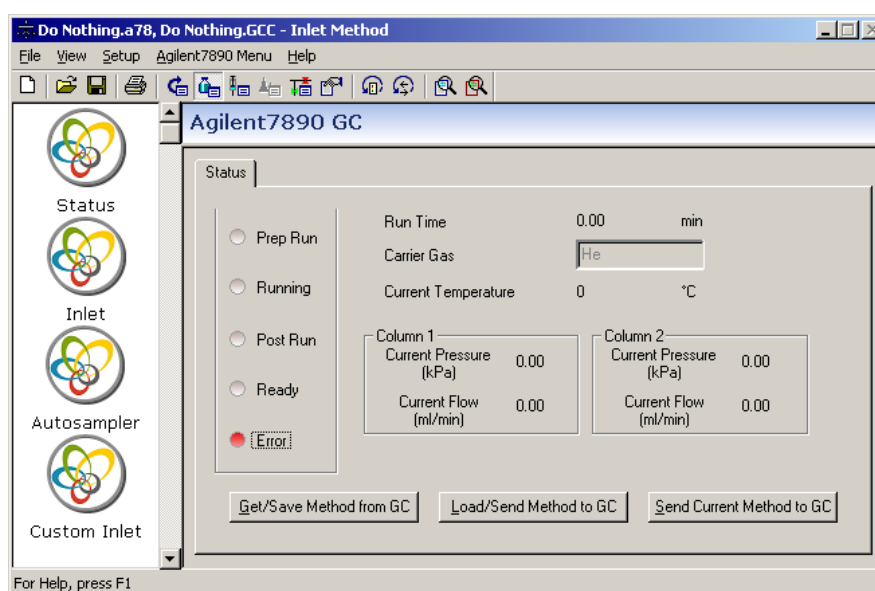 Do Nothing.a78, Do Nothing.GCC - Inlet Method
File View Setup Agilent7890 Menu Help
Agilent7890 GC
Status
Inlet
Autosampler
Custom Inlet
Status
Prep Run
Running
Post Run
Ready
Error
Run Time 0.00 min
Carrier Gas He
Current Temperature 0 °C
Column 1
Current Pressure (kPa) 0.00
Current Flow (ml/min) 0.00
Column 2
Current Pressure (kPa) 0.00
Current Flow (ml/min) 0.00
Get/Save Method from GC Load/Send Method to GC Send Current Method to GC
For Help, press F1